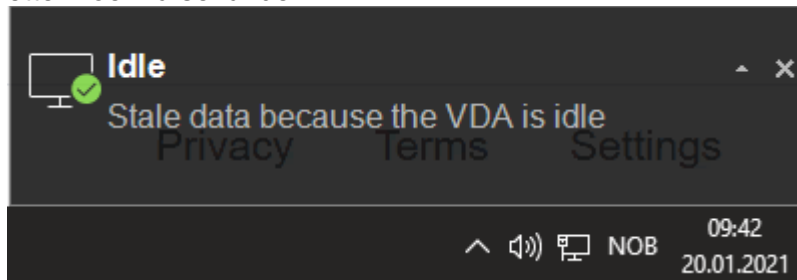 Idle
Stale data because the VDA is idle
Privacy Terms Settings
NOB
09:42
20.01.2021